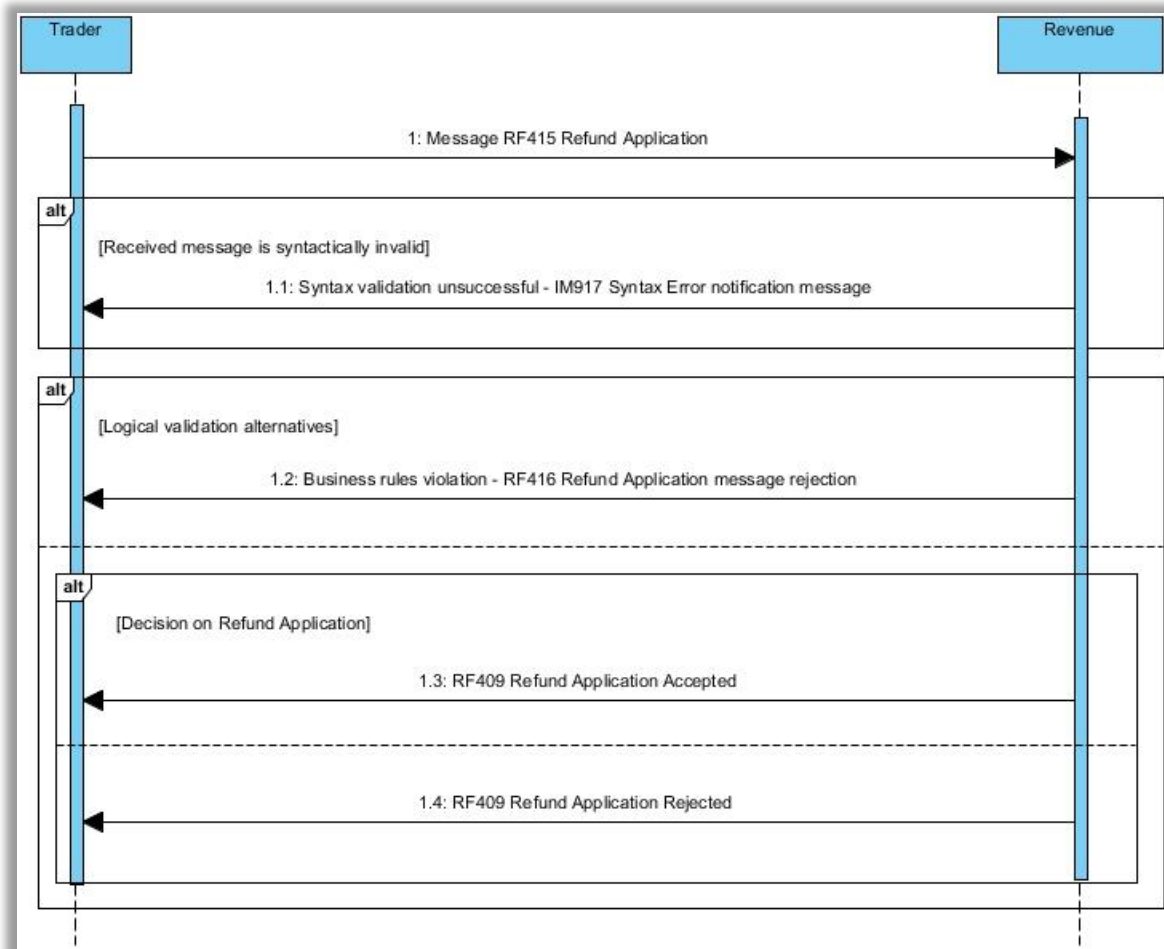 Trader
Revenue
1: Message RF415 Refund Application
alt
[Received message is syntactically invalid]
1.1: Syntax validation unsuccessful - IM917 Syntax Error notification message
alt
[Logical validation alternatives]
1.2: Business rules violation - RF416 Refund Application message rejection
alt
[Decision on Refund Application]
1.3: RF409 Refund Application Accepted
1.4: RF409 Refund Application Rejected